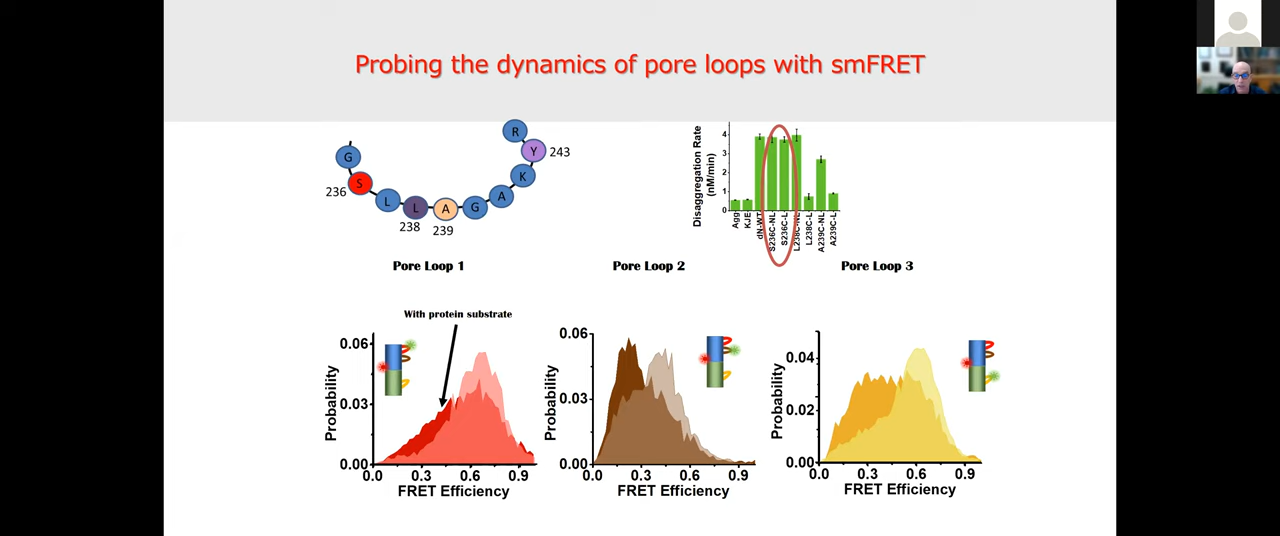 Probing the dynamics of pore loops with smFRET
G
S
L
L
A
G
A
K
Y
R
236
238
239
243
Disaggregation Rate
(nM/min)
4
3
2
1
0
Agg
KJE
dN-WT
S236C-NL
S236C-L
L238C-NL
L238C-L
A239C-NL
A239C-L
Pore Loop 1
Pore Loop 2
Pore Loop 3
With protein substrate
Probability
0.06
0.03
0.00
0.0 0.3 0.6 0.9
FRET Efficiency
Probability
0.06
0.03
0.00
0.0 0.3 0.6 0.9
FRET Efficiency
Probability
0.04
0.02
0.00
0.0 0.3 0.6 0.9
FRET Efficiency